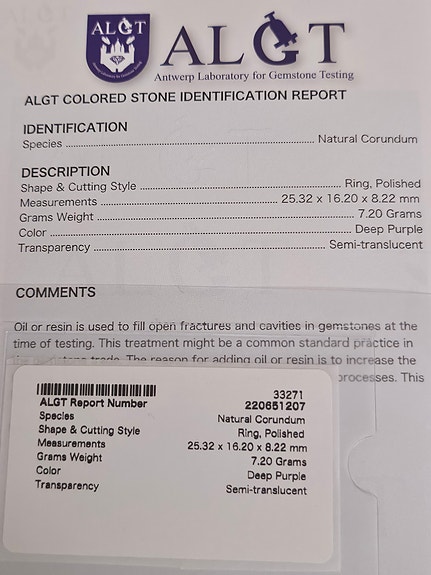 ALGT
ALGT
Antwerp Laboratory for Gemstone Testing
ALGT COLORED STONE IDENTIFICATION REPORT
IDENTIFICATION
Species ........ Natural Corundum
DESCRIPTION
Shape & Cutting Style ........ Ring, Polished
Measurements ........ 25.32 x 16.20 x 8.22 mm
Grams Weight ........ 7.20 Grams
Color ........ Deep Purple
Transparency ........ Semi-translucent
COMMENTS
Oil or resin is used to fill open fractures and cavities in gemstones at the
time of testing. This treatment might be a common standard practice in
the gemstone trade. The reason for adding oil or resin is to increase the
processes. This
33271
ALGT Report Number 220651207
Species Natural Corundum
Shape & Cutting Style Ring, Polished
Measurements 25.32 x 16.20 x 8.22 mm
Grams Weight 7.20 Grams
Color Deep Purple
Transparency Semi-translucent